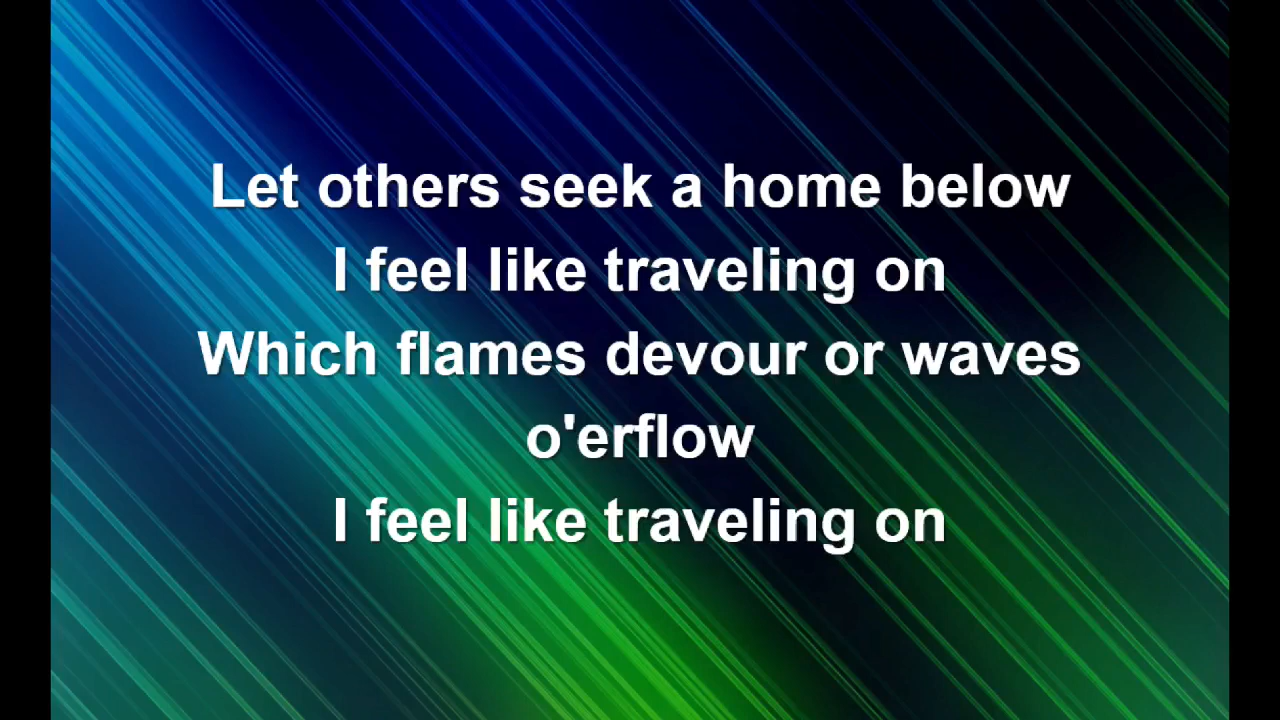 Let others seek a home below
I feel like traveling on
Which flames devour or waves
o'erflow
I feel like traveling on